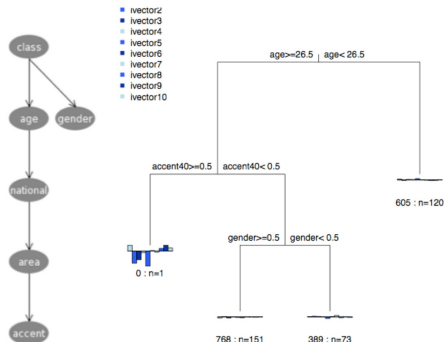 class
age
gender
national
area
accent
ivector2
ivector3
ivector4
ivector5
ivector6
ivector7
ivector8
ivector9
ivector10
age>=26.5 age< 26.5
accent40>=0.5 accent40< 0.5
605 : n=120
gender>=0.5 gender< 0.5
0 : n=1
768 : n=151
389 : n=73